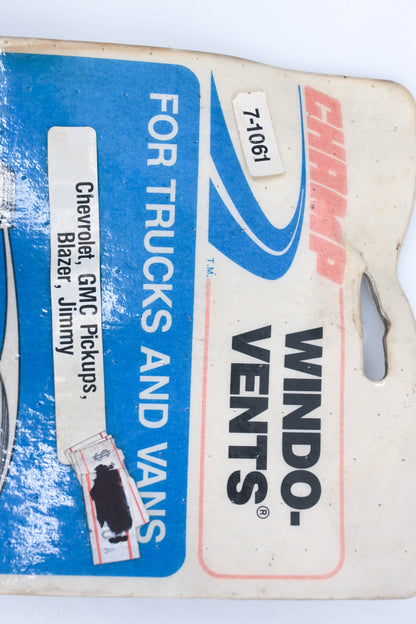 CHAMP
7-1061
T.M.
WINDO-
VENTS®
FOR TRUCKS AND VANS
Chevrolet, GMC Pickups,
Blazer, Jimmy
$